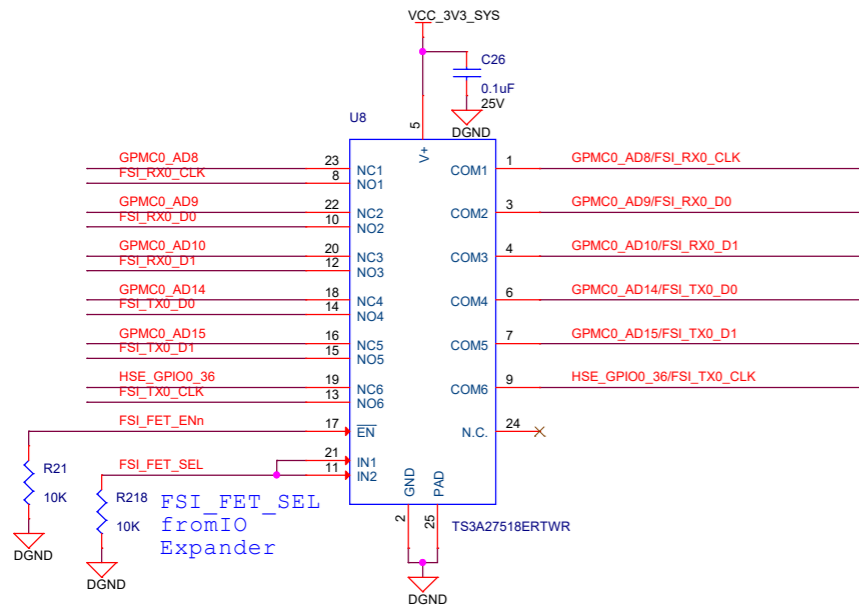 VCC_3V3_SYS
C26
0.1uF
25V
DGND
U8
5
V+
GPMC0_AD8 23 NC1 COM1 1 GPMC0_AD8/FSI_RX0_CLK
FSI_RX0_CLK 8 NO1
GPMC0_AD9 22 NC2 COM2 3 GPMC0_AD9/FSI_RX0_D0
FSI_RX0_D0 10 NO2
GPMC0_AD10 20 NC3 COM3 4 GPMC0_AD10/FSI_RX0_D1
FSI_RX0_D1 12 NO3
GPMC0_AD14 18 NC4 COM4 6 GPMC0_AD14/FSI_TX0_D0
FSI_TX0_D0 14 NO4
GPMC0_AD15 16 NC5 COM5 7 GPMC0_AD15/FSI_TX0_D1
FSI_TX0_D1 15 NO5
HSE_GPIO0_36 19 NC6 COM6 9 HSE_GPIO0_36/FSI_TX0_CLK
FSI_TX0_CLK 13 NO6
FSI_FET_ENn 17 EN N.C. 24
21 IN1
FSI_FET_SEL 11 IN2
R21
10K
DGND
R218
10K
DGND
FSI_FET_SEL
fromIO
Expander
GND PAD
2 25
TS3A27518ERTWR
DGND